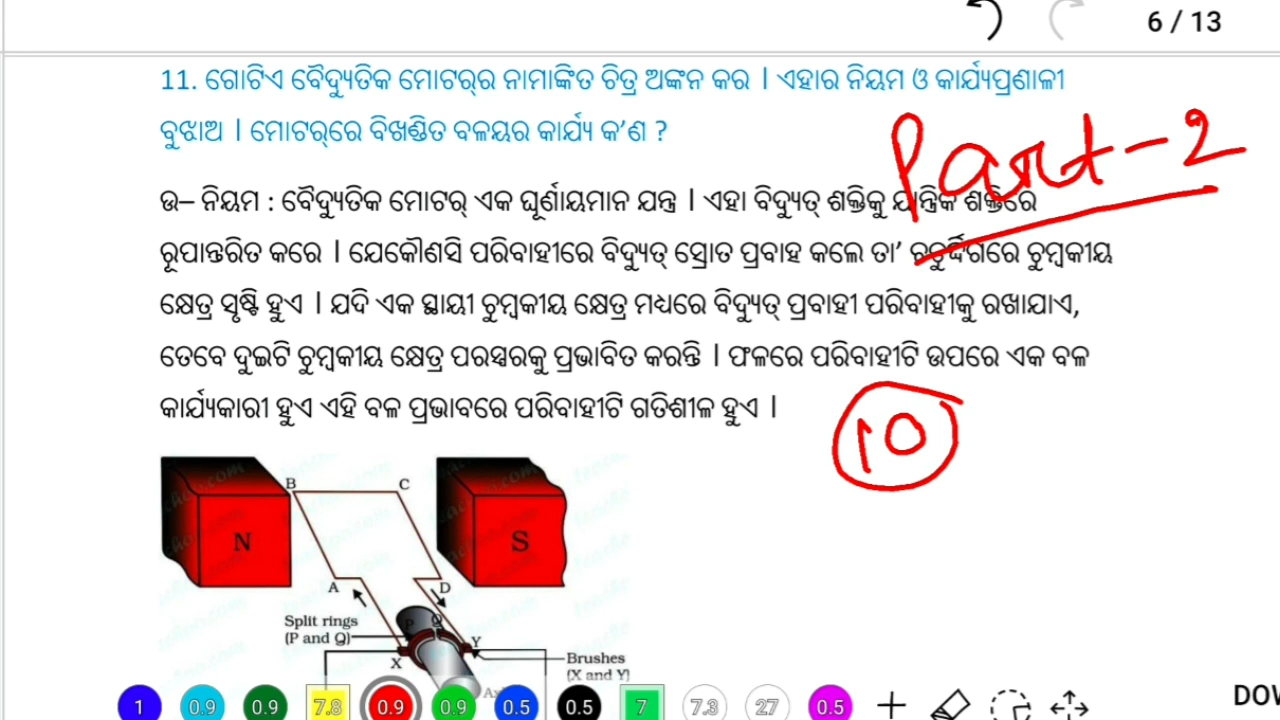 6 / 13
11. ଗୋଟିଏ ବୈଦ୍ୟୁତିକ ମୋଟର୍‌ର ନାମାଙ୍କିତ ଚିତ୍ର ଅଙ୍କନ କର । ଏହାର ନିୟମ ଓ କାର୍ଯ୍ୟପ୍ରଣାଳୀ
ବୁଝାଅ । ମୋଟର୍‌ରେ ବିଖଣ୍ଡିତ ବଳୟର କାର୍ଯ୍ୟ କ'ଣ ?
Part-2
ଉ– ନିୟମ : ବୈଦ୍ୟୁତିକ ମୋଟର୍ ଏକ ଘୂର୍ଣାୟମାନ ଯନ୍ତ୍ର । ଏହା ବିଦ୍ୟୁତ୍ ଶକ୍ତିକୁ ଯାନ୍ତ୍ରିକ ଶକ୍ତିରେ
ରୂପାନ୍ତରିତ କରେ । ଯେକୌଣସି ପରିବାହୀରେ ବିଦ୍ୟୁତ୍ ସ୍ରୋତ ପ୍ରବାହ କଲେ ତା' ଚତୁର୍ଦ୍ଦିଗରେ ଚୁମ୍ବକୀୟ
କ୍ଷେତ୍ର ସୃଷ୍ଟି ହୁଏ । ଯଦି ଏକ ସ୍ଥାୟୀ ଚୁମ୍ବକୀୟ କ୍ଷେତ୍ର ମଧ୍ୟରେ ବିଦ୍ୟୁତ୍ ପ୍ରବାହୀ ପରିବାହୀକୁ ରଖାଯାଏ,
ତେବେ ଦୁଇଟି ଚୁମ୍ବକୀୟ କ୍ଷେତ୍ର ପରସ୍ପରକୁ ପ୍ରଭାବିତ କରନ୍ତି । ଫଳରେ ପରିବାହୀଟି ଉପରେ ଏକ ବଳ
କାର୍ଯ୍ୟକାରୀ ହୁଏ ଏହି ବଳ ପ୍ରଭାବରେ ପରିବାହୀଟି ଗତିଶୀଳ ହୁଏ ।
10
B C
N S
A D
Split rings
(P and Q)
P Q
X Y
Brushes
(X and Y)
1 0.9 0.9 7.8 0.9 0.9 0.5 0.5 7 7.3 27 0.5